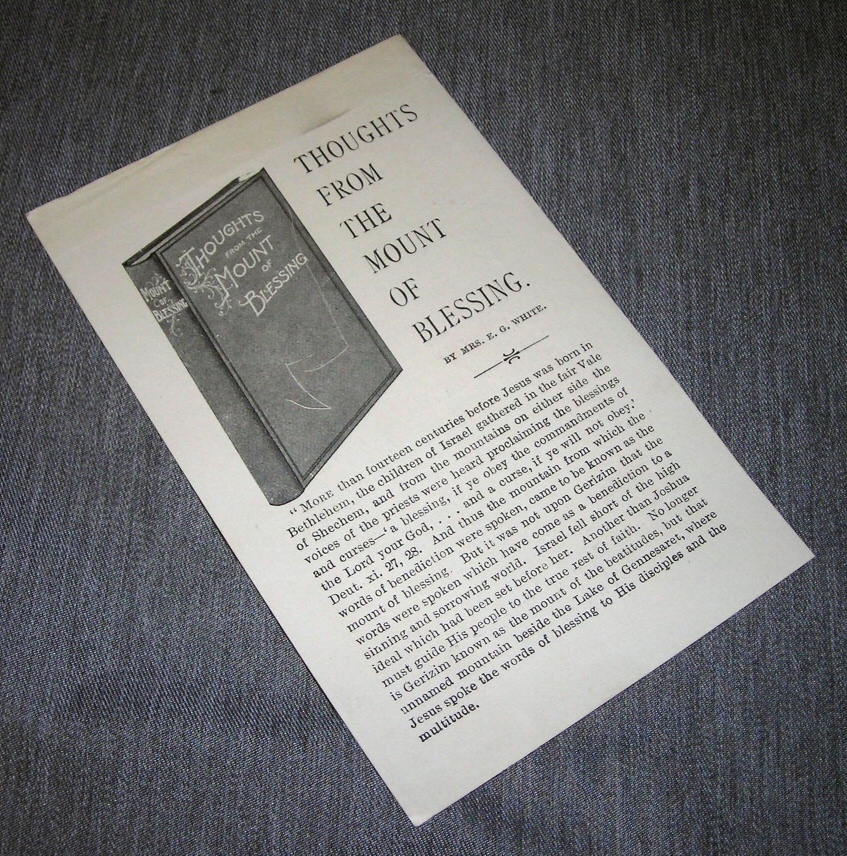 THOUGHTS
FROM
THE
MOUNT
OF
BLESSING.
BY MRS. E. G. WHITE.
THOUGHTS
FROM THE
MOUNT
OF
BLESSING
MOUNT
OF
BLESSING
“MORE than fourteen centuries before Jesus was born in
Bethlehem, the children of Israel gathered in the fair Vale
of Shechem, and from the mountains on either side the
voices of the priests were heard proclaiming the blessings
and curses—‘a blessing, if ye obey the commandments of
the Lord your God, . . . and a curse, if ye will not obey,’
Deut. xi. 27, 28. And thus the mountain from which the
words of benediction were spoken, came to be known as the
mount of blessing. But it was not upon Gerizim that the
words were spoken which have come as a benediction to a
sinning and sorrowing world. Israel fell short of the high
ideal which had been set before her. Another than Joshua
must guide His people to the true rest of faith. No longer
is Gerizim known as the mount of the beatitudes, but that
unnamed mountain beside the Lake of Gennesaret, where
Jesus spoke the words of blessing to His disciples and the
multitude.